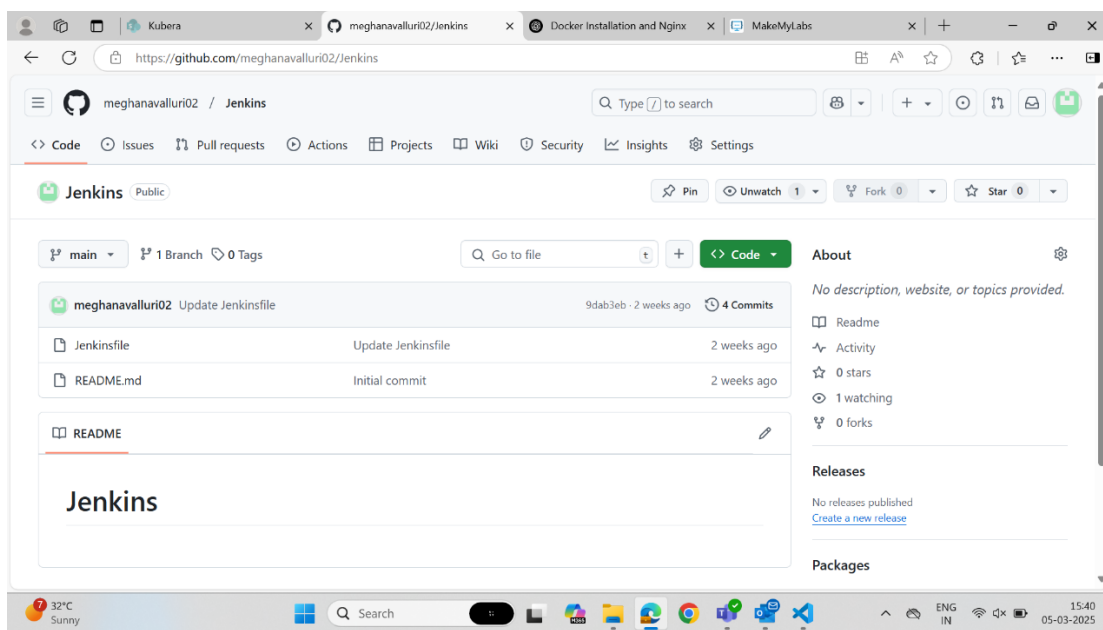 Kubera
meghanavalluri02/Jenkins
Docker Installation and Nginx
MakeMyLabs
https://github.com/meghanavalluri02/Jenkins
meghanavalluri02 / Jenkins
Type / to search
Code Issues Pull requests Actions Projects Wiki Security Insights Settings
Jenkins Public
Pin Unwatch 1 Fork 0 Star 0
main 1 Branch 0 Tags Go to file t + Code
About
No description, website, or topics provided.
meghanavalluri02 Update Jenkinsfile 9dab3eb · 2 weeks ago 4 Commits
Jenkinsfile Update Jenkinsfile 2 weeks ago
README.md Initial commit 2 weeks ago
Readme
Activity
0 stars
1 watching
0 forks
README
Jenkins
Releases
No releases published
Create a new release
Packages
7 32°C
Sunny
Search
M365
ENG
IN
15:40
05-03-2025